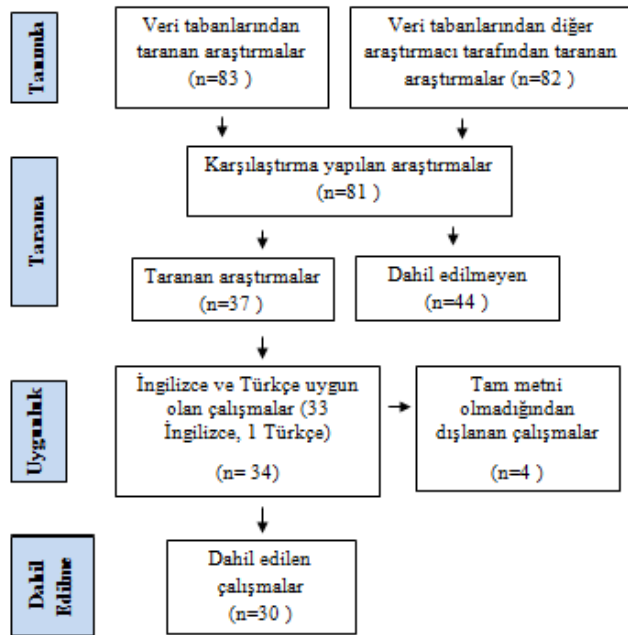 Tanımla
Veri tabanlarından
taranan araştırmalar
(n=83 )
Veri tabanlarından diğer
araştırmacı tarafından taranan
araştırmalar (n=82 )
Tarama
Karşılaştırma yapılan araştırmalar
(n=81 )
Taranan araştırmalar
(n=37 )
Dahil edilmeyen
(n=44 )
Uygunluk
İngilizce ve Türkçe uygun
olan çalışmalar (33
İngilizce, 1 Türkçe)
(n= 34)
Tam metni
olmadığından
dışlanan çalışmalar
(n=4 )
Dahil
Edilme
Dahil edilen
çalışmalar
(n=30 )